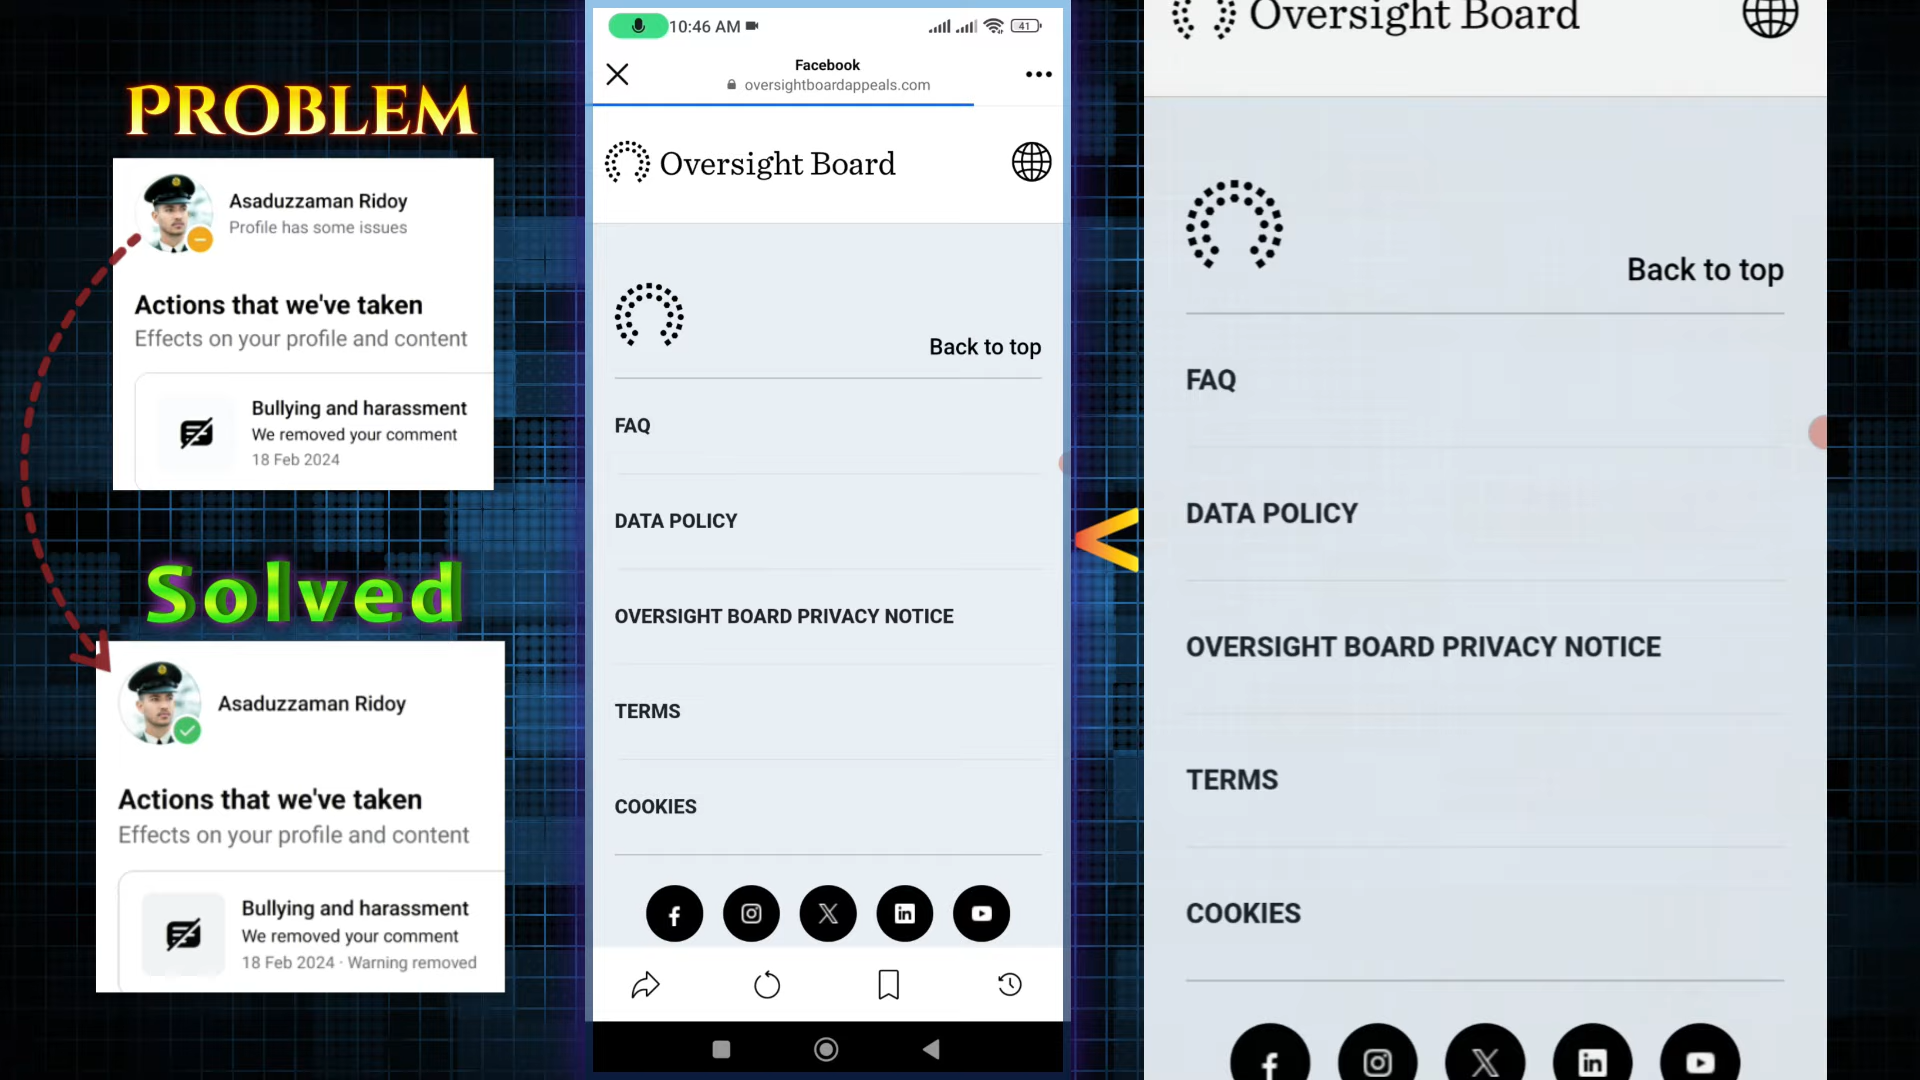 PROBLEM
Asaduzzaman Ridoy
Profile has some issues
Actions that we've taken
Effects on your profile and content
Bullying and harassment
We removed your comment
18 Feb 2024
Solved
Asaduzzaman Ridoy
Actions that we've taken
Effects on your profile and content
Bullying and harassment
We removed your comment
18 Feb 2024 · Warning removed
10:46 AM
41
Facebook
oversightboardappeals.com
Oversight Board
Back to top
FAQ
DATA POLICY
OVERSIGHT BOARD PRIVACY NOTICE
TERMS
COOKIES
<
Oversight Board
Back to top
FAQ
DATA POLICY
OVERSIGHT BOARD PRIVACY NOTICE
TERMS
COOKIES